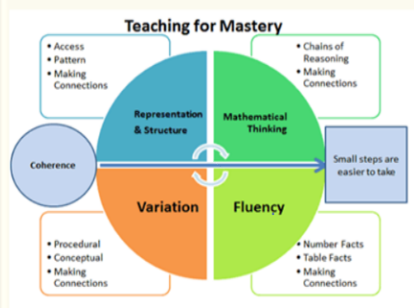 Teaching for Mastery
• Access
• Pattern
• Making
Connections
• Chains of
Reasoning
• Making
Connections
Representation
& Structure
Mathematical
Thinking
Coherence
Small steps are
easier to take
Variation
Fluency
• Procedural
• Conceptual
• Making
Connections
• Number Facts
• Table Facts
• Making
Connections